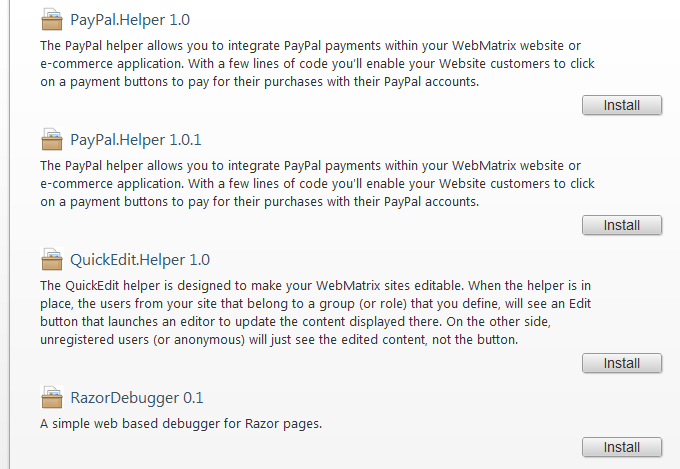 PayPal.Helper 1.0
The PayPal helper allows you to integrate PayPal payments within your WebMatrix website or
e-commerce application. With a few lines of code you'll enable your Website customers to click
on a payment buttons to pay for their purchases with their PayPal accounts.
Install
PayPal.Helper 1.0.1
The PayPal helper allows you to integrate PayPal payments within your WebMatrix website or
e-commerce application. With a few lines of code you'll enable your Website customers to click
on a payment buttons to pay for their purchases with their PayPal accounts.
Install
QuickEdit.Helper 1.0
The QuickEdit helper is designed to make your WebMatrix sites editable. When the helper is in
place, the users from your site that belong to a group (or role) that you define, will see an Edit
button that launches an editor to update the content displayed there. On the other side,
unregistered users (or anonymous) will just see the edited content, not the button.
Install
RazorDebugger 0.1
A simple web based debugger for Razor pages.
Install